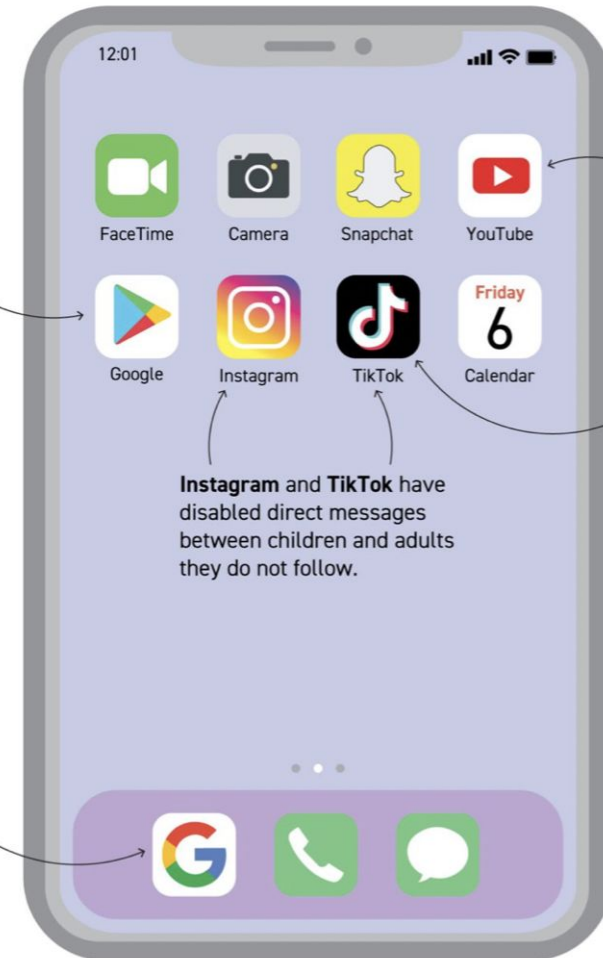 12:01
FaceTime Camera Snapchat YouTube
Friday
6
Google Instagram TikTok Calendar
Instagram and TikTok have
disabled direct messages
between children and adults
they do not follow.
G